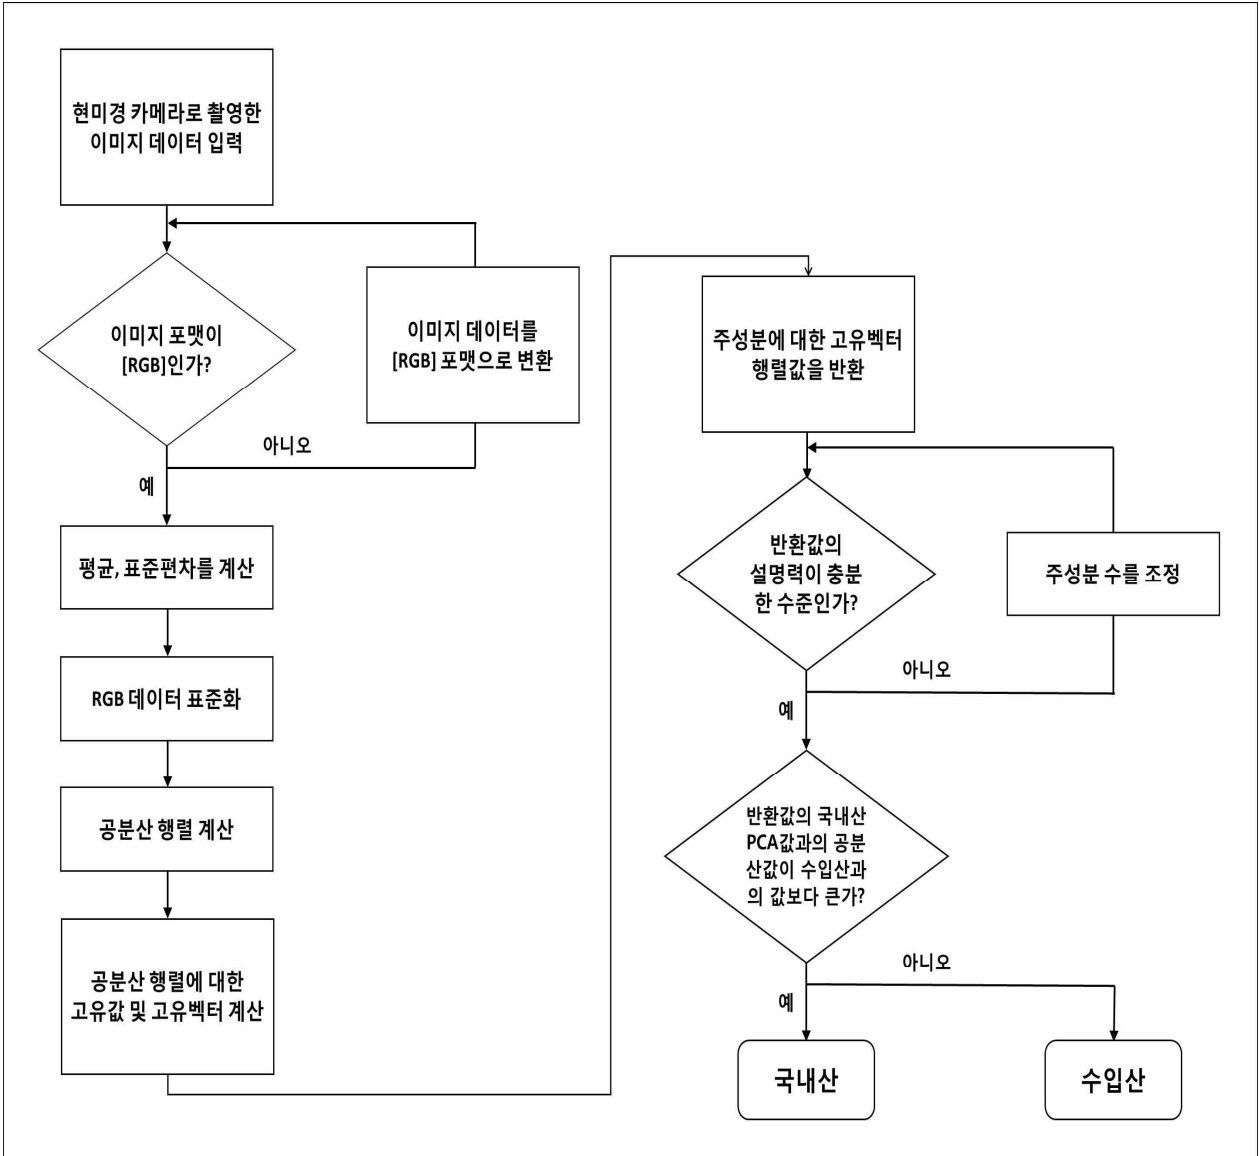 현미경 카메라로 촬영한
이미지 데이터 입력
이미지 포맷이
[RGB]인가?
이미지 데이터를
[RGB] 포맷으로 변환
아니오
예
평균, 표준편차를 계산
RGB 데이터 표준화
공분산 행렬 계산
공분산 행렬에 대한
고유값 및 고유벡터 계산
주성분에 대한 고유벡터
행렬값을 반환
반환값의
설명력이 충분
한 수준인가?
주성분 수를 조정
아니오
예
반환값의 국내산
PCA값과의 공분
산값이 수입산과
의 값보다 큰가?
아니오
예
국내산
수입산